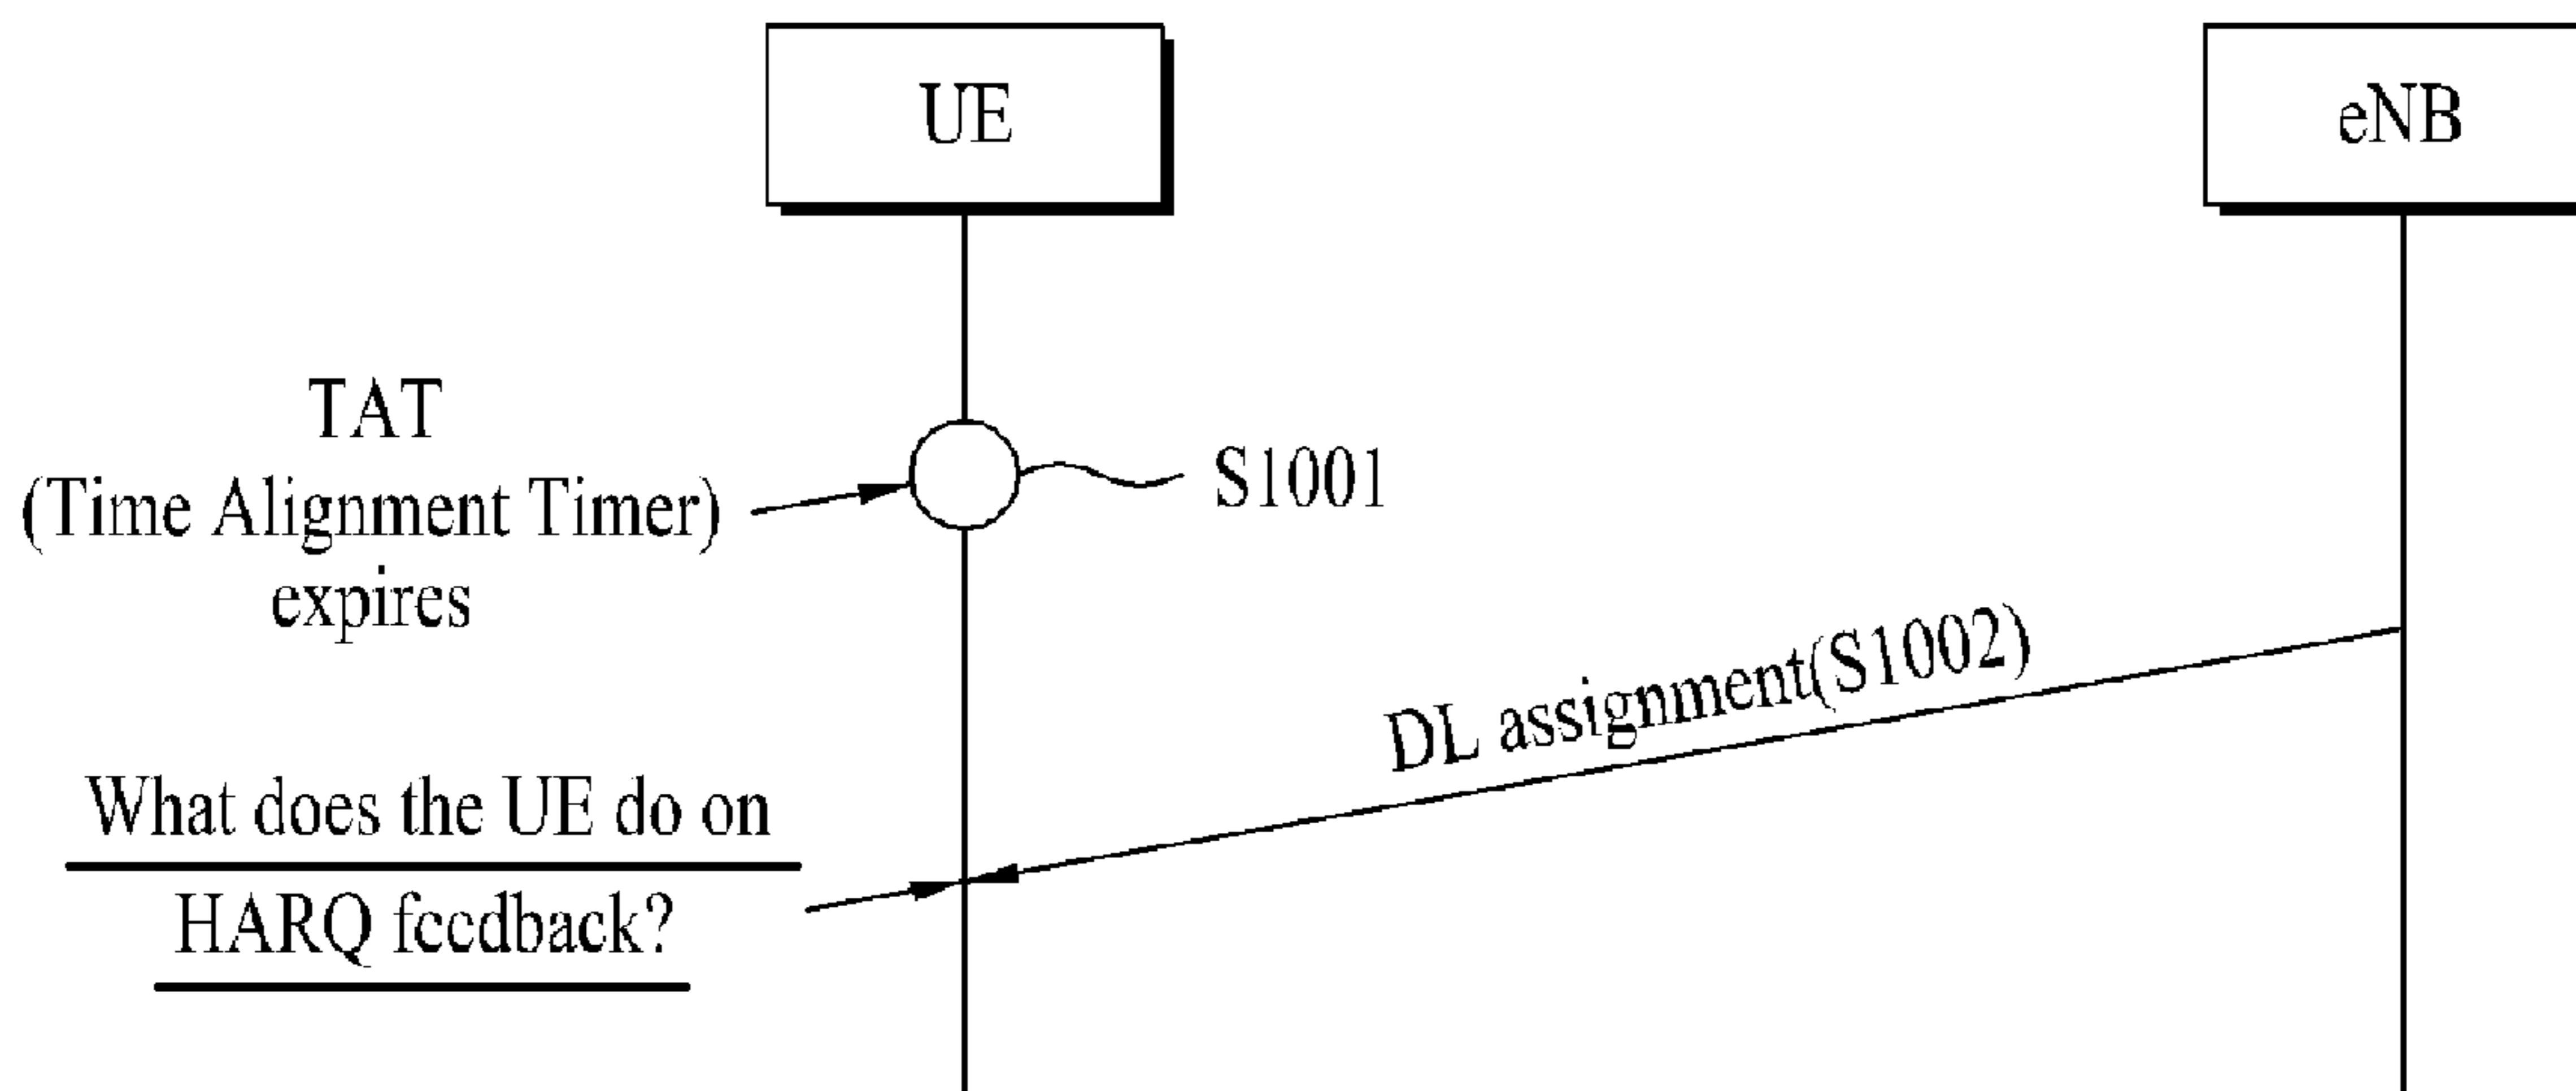 UE
eNB
TAT
(Time Alignment Timer)
expires
S1001
DL assignment(S1002)
What does the UE do on
HARQ feedback?